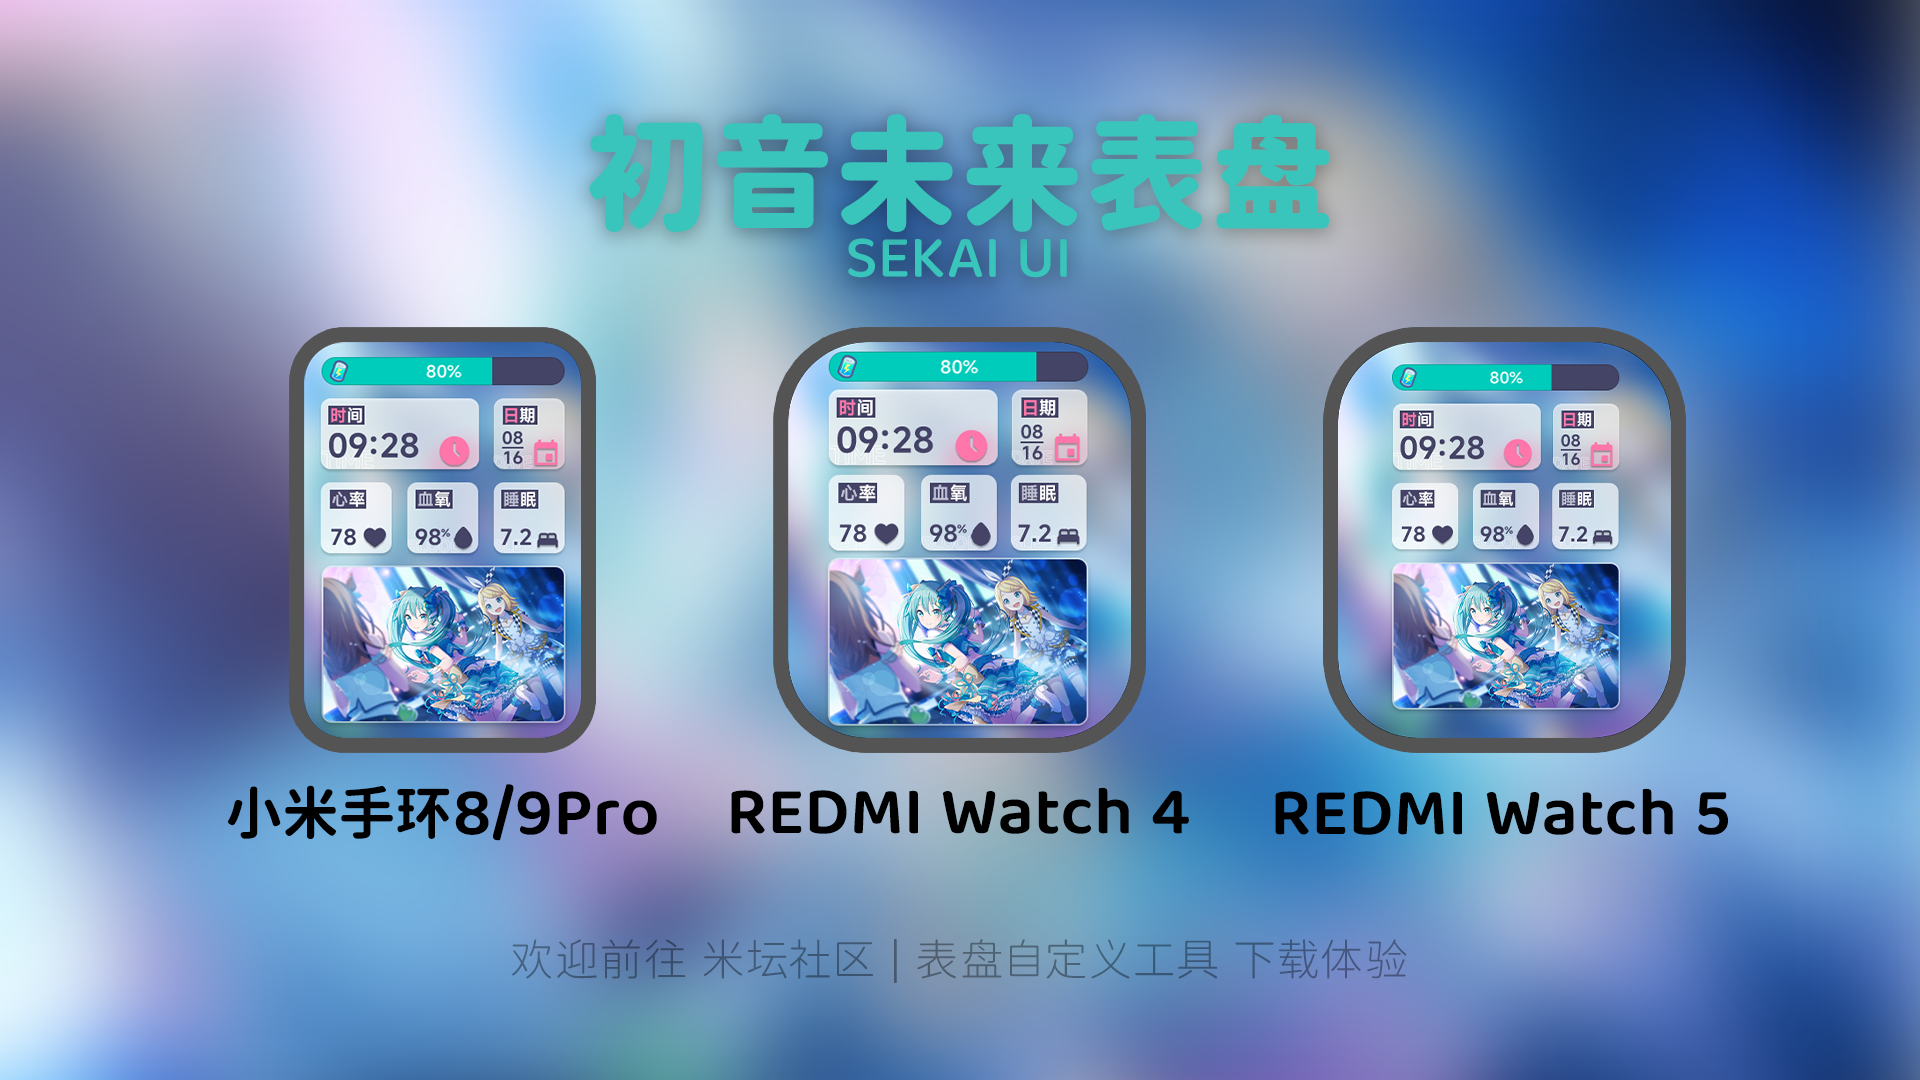 初音未来表盘
SEKAI UI
80%
时间
09:28
日期
08
16
心率
78
血氧
98%
睡眠
7.2
80%
时间
09:28
日期
08
16
心率
78
血氧
98%
睡眠
7.2
80%
时间
09:28
日期
08
16
心率
78
血氧
98%
睡眠
7.2
小米手环8/9Pro
REDMI Watch 4
REDMI Watch 5
欢迎前往 米坛社区 | 表盘自定义工具 下载体验